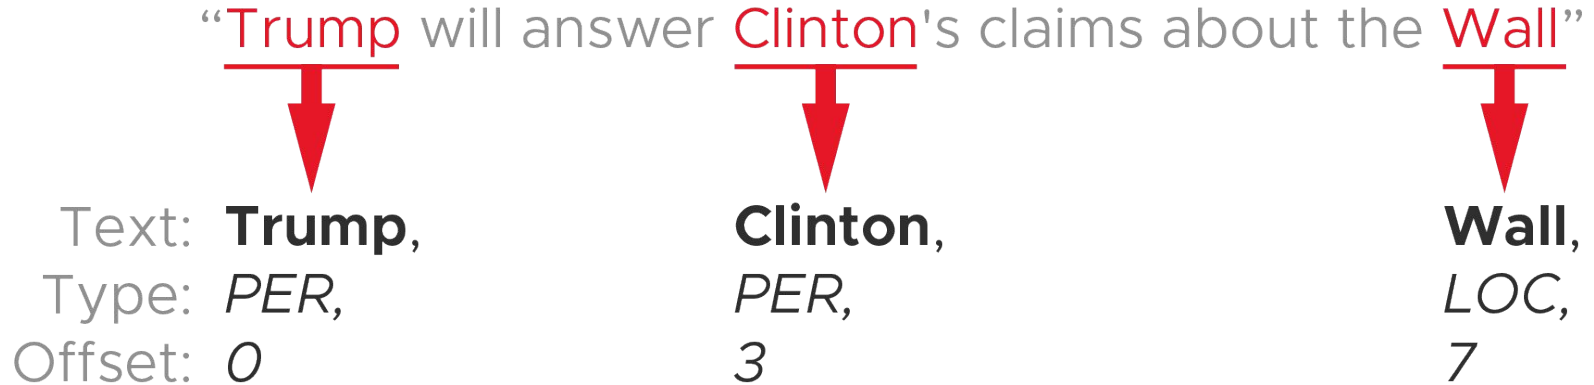 “Trump will answer Clinton's claims about the Wall”
Text: Trump, Clinton, Wall,
Type: PER, PER, LOC,
Offset: 0 3 7